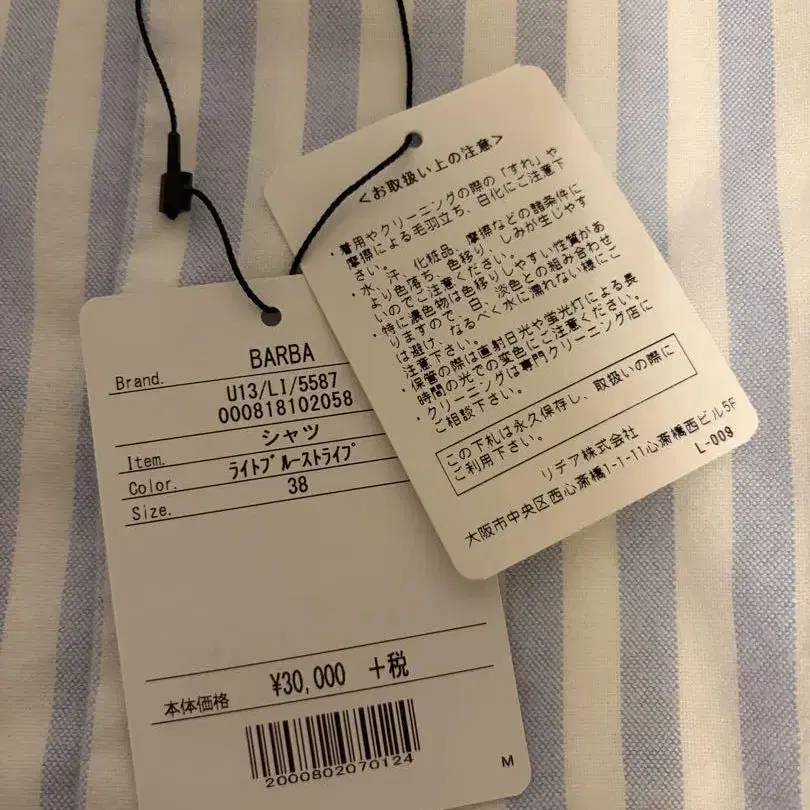 Brand.
BARBA
U13/L1/5587
000818102058
Item.
シャツ
Color.
ライトブルーストライプ
Size.
38
本体価格
¥30,000 +税
2000802070124
M
<お取扱い上の注意>
・着用やクリーニングの際の「すれ」や
摩擦による毛羽立ち、白化にご注意下
さい。
・水、汗、化粧品、摩擦などの諸条件に
より色落ち、色移り、しみが生じやす
いのでご注意ください。
・特に濃色物は色移りしやすい性質があ
りますので、白、淡色との組み合わせ
は避け、なるべく水に濡れない様にご
注意下さい。
・保管の際は直射日光や蛍光灯による長
時間の光での変色にご注意ください。
・クリーニングは専門クリーニング店に
ご相談下さい。
この下札は永久保存し、取扱いの際に
ご利用下さい。
リデア株式会社
大阪市中央区西心斎橋1-1-11心斎橋西ビル5F
L-009